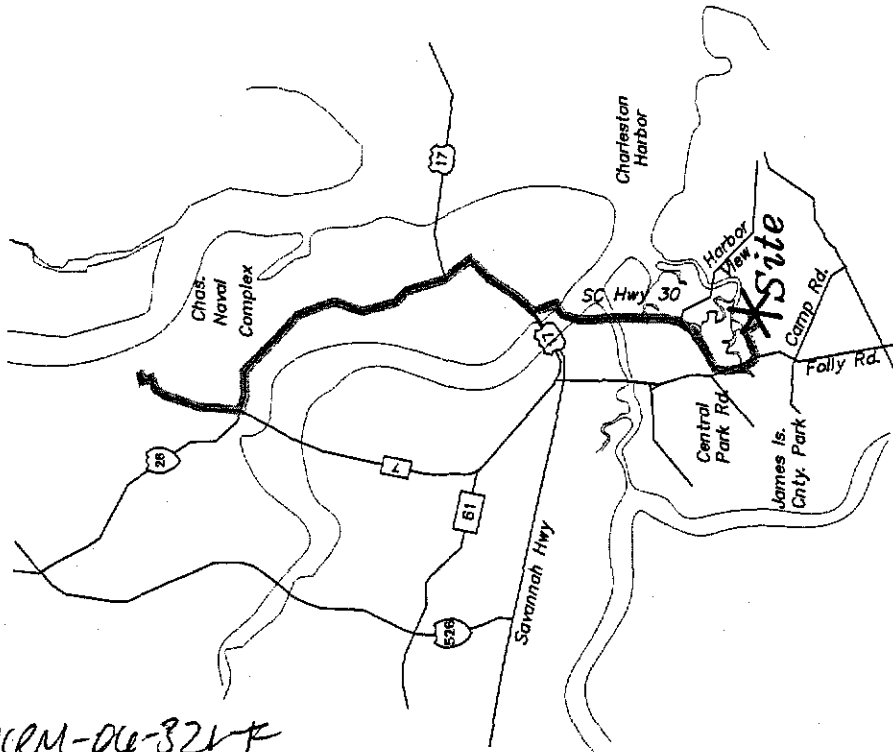 Chas.
Naval
Complex
17
Charleston
Harbor
26
SC Hwy 30
Harbor
View
Site
17
7
Camp Rd.
Folly Rd.
61
Central
Park Rd.
James Is.
Cnty. Park
Savannah Hwy
526